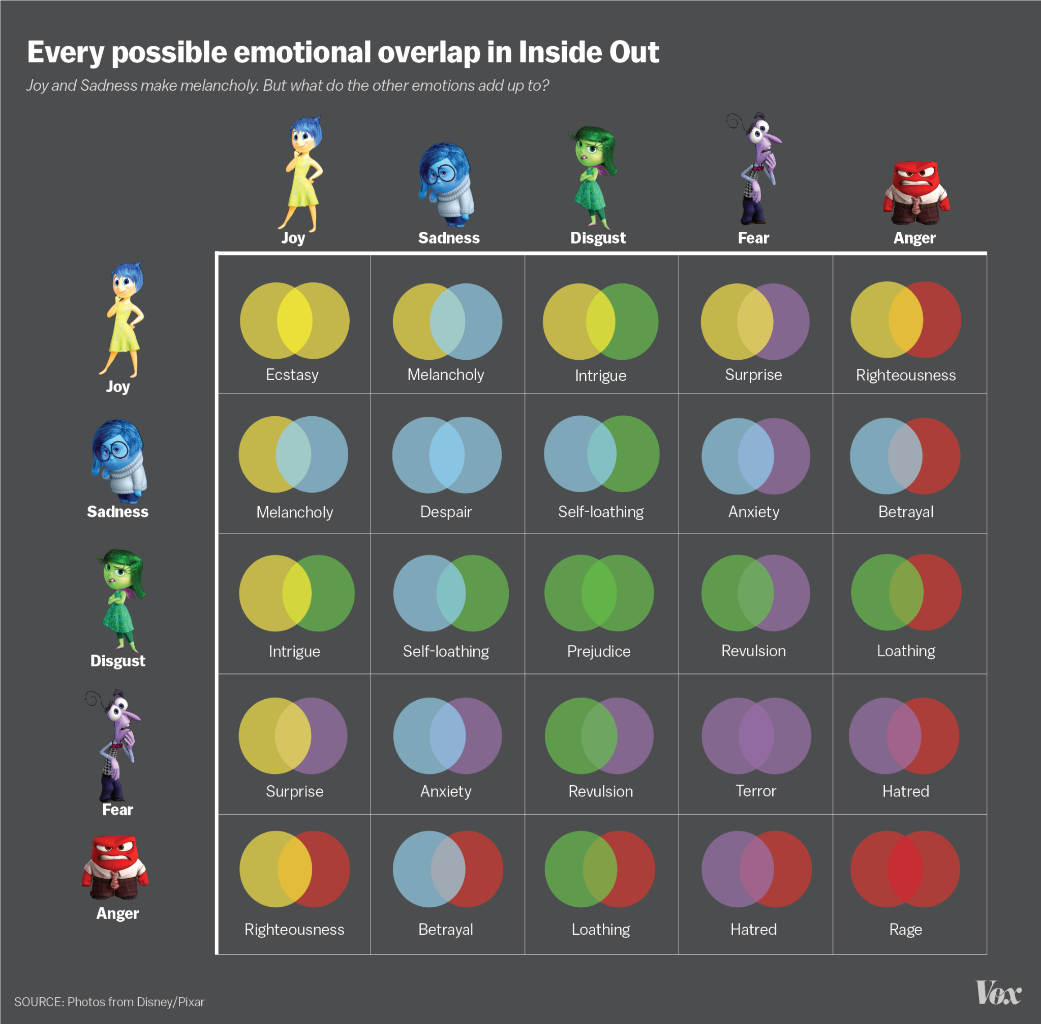 Every possible emotional overlap in Inside Out
Joy and Sadness make melancholy. But what do the other emotions add up to?
Joy
Sadness
Disgust
Fear
Anger
Joy
Ecstasy
Melancholy
Intrigue
Surprise
Righteousness
Sadness
Melancholy
Despair
Self-loathing
Anxiety
Betrayal
Disgust
Intrigue
Self-loathing
Prejudice
Revulsion
Loathing
Fear
Surprise
Anxiety
Revulsion
Terror
Hatred
Anger
Righteousness
Betrayal
Loathing
Hatred
Rage
SOURCE: Photos from Disney/Pixar
Vox